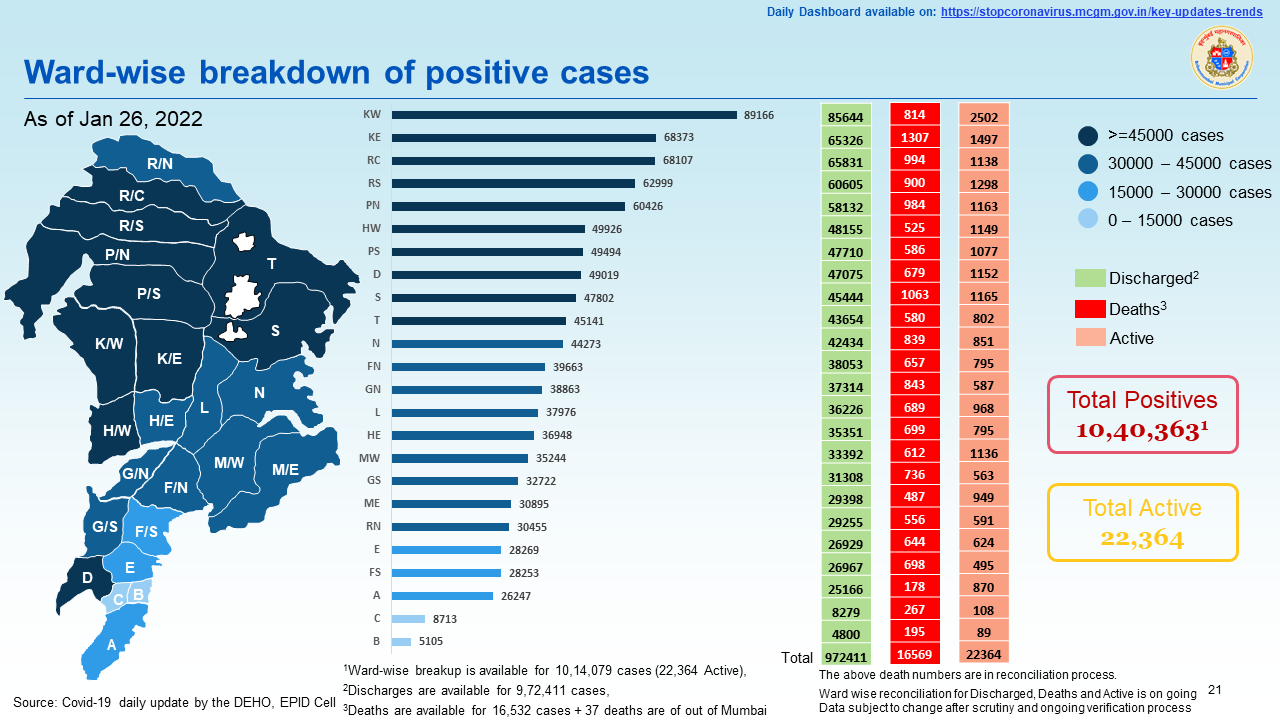 Daily Dashboard available on: https://stopcoronavirus.mcgm.gov.in/key-updates-trends
Ward-wise breakdown of positive cases
As of Jan 26, 2022
R/N
R/C
R/S
P/N
T
P/S
S
K/W
K/E
N
L
H/E
H/W
M/W
M/E
G/N
F/N
G/S
F/S
E
D
C
B
A
KW 89166 85644 814 2502
KE 68373 65326 1307 1497
RC 68107 65831 994 1138
RS 62999 60605 900 1298
PN 60426 58132 984 1163
HW 49926 48155 525 1149
PS 49494 47710 586 1077
D 49019 47075 679 1152
S 47802 45444 1063 1165
T 45141 43654 580 802
N 44273 42434 839 851
FN 39663 38053 657 795
GN 38863 37314 843 587
L 37976 36226 689 968
HE 36948 35351 699 795
MW 35244 33392 612 1136
GS 32722 31308 736 563
ME 30895 29398 487 949
RN 30455 29255 556 591
E 28269 26929 644 624
FS 28253 26967 698 495
A 26247 25166 178 870
C 8713 8279 267 108
B 5105 4800 195 89
Total 972411 16569 22364
>=45000 cases
30000 – 45000 cases
15000 – 30000 cases
0 – 15000 cases
Discharged2
Deaths3
Active
Total Positives
10,40,363¹
Total Active
22,364
1Ward-wise breakup is available for 10,14,079 cases (22,364 Active),
2Discharges are available for 9,72,411 cases,
3Deaths are available for 16,532 cases + 37 deaths are of out of Mumbai
The above death numbers are in reconciliation process.
Ward wise reconciliation for Discharged, Deaths and Active is on going
Data subject to change after scrutiny and ongoing verification process
21
Source: Covid-19 daily update by the DEHO, EPID Cell